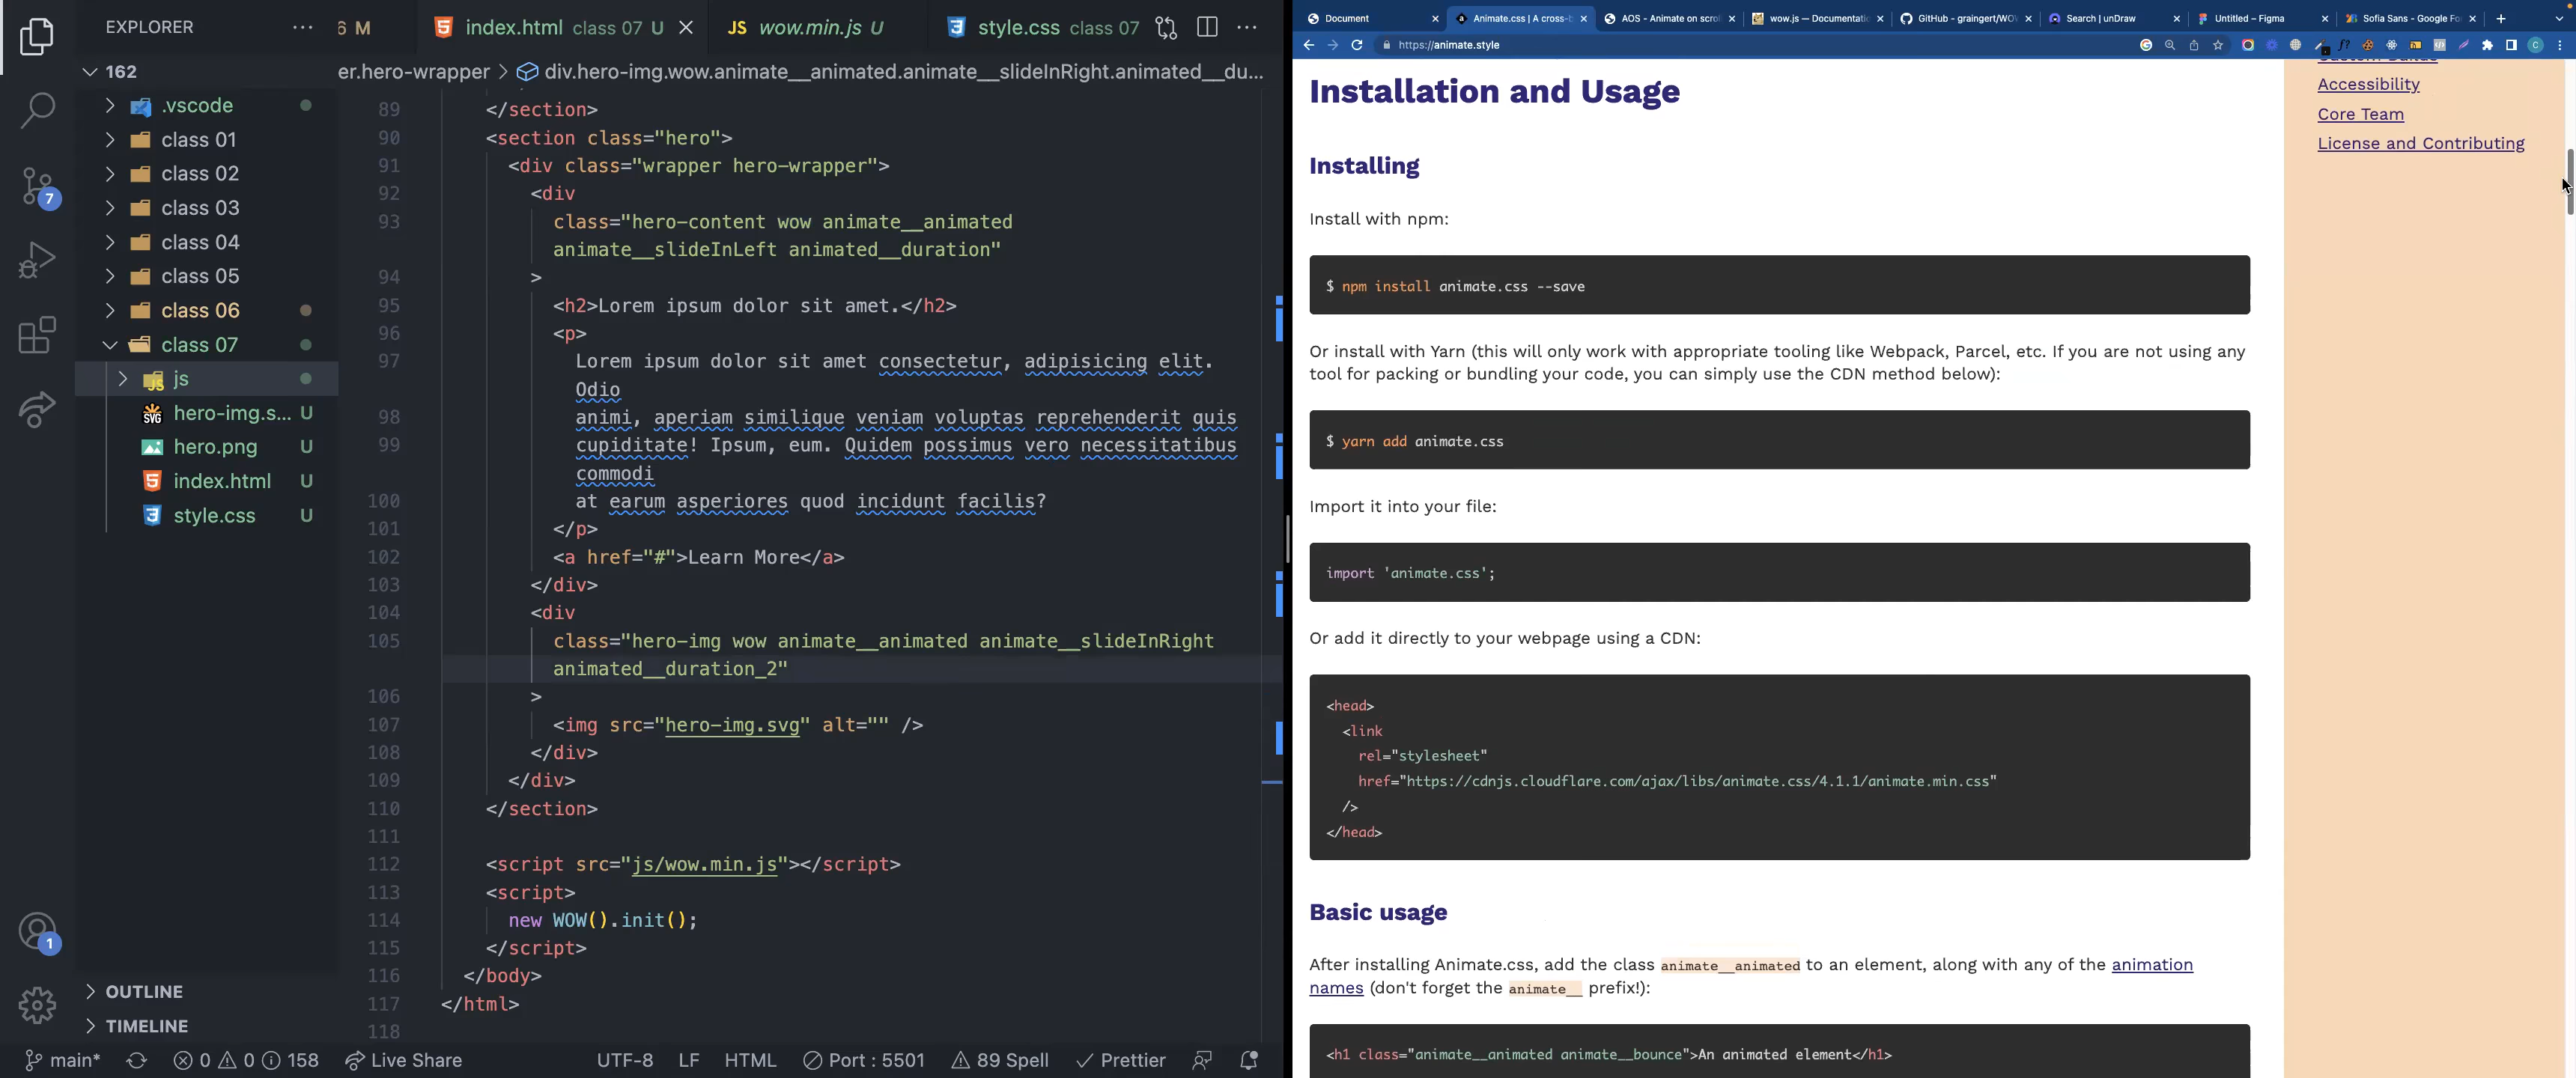 EXPLORER
162
.vscode
class 01
class 02
class 03
class 04
class 05
class 06
class 07
js
hero-img.s... U
hero.png U
index.html U
style.css U
OUTLINE
TIMELINE
7
1
6 M
index.html class 07 U
JS wow.min.js U
style.css class 07
er.hero-wrapper > div.hero-img.wow.animate__animated.animate__slideInRight.animated__du...
89 </section>
90 <section class="hero">
91 <div class="wrapper hero-wrapper">
92 <div
93 class="hero-content wow animate__animated
animate__slideInLeft animated__duration"
94 >
95 <h2>Lorem ipsum dolor sit amet.</h2>
96 <p>
97 Lorem ipsum dolor sit amet consectetur, adipisicing elit.
Odio
98 animi, aperiam similique veniam voluptas reprehenderit quis
99 cupiditate! Ipsum, eum. Quidem possimus vero necessitatibus
commodi
100 at earum asperiores quod incidunt facilis?
101 </p>
102 <a href="#">Learn More</a>
103 </div>
104 <div
105 class="hero-img wow animate__animated animate__slideInRight
animated__duration_2"
106 >
107 <img src="hero-img.svg" alt="" />
108 </div>
109 </div>
110 </section>
111
112 <script src="js/wow.min.js"></script>
113 <script>
114 new WOW().init();
115 </script>
116 </body>
117 </html>
118
main* 0 0 158 Live Share UTF-8 LF HTML Port : 5501 89 Spell Prettier
Document
Animate.css | A cross-b
AOS - Animate on scrol
wow.js — Documentatio
GitHub - graingert/WOW
Search | unDraw
Untitled – Figma
Sofia Sans - Google Fo
https://animate.style
Custom Builds
Accessibility
Core Team
License and Contributing
Installation and Usage
Installing
Install with npm:
$ npm install animate.css --save
Or install with Yarn (this will only work with appropriate tooling like Webpack, Parcel, etc. If you are not using any
tool for packing or bundling your code, you can simply use the CDN method below):
$ yarn add animate.css
Import it into your file:
import 'animate.css';
Or add it directly to your webpage using a CDN:
<head>
<link
rel="stylesheet"
href="https://cdnjs.cloudflare.com/ajax/libs/animate.css/4.1.1/animate.min.css"
/>
</head>
Basic usage
After installing Animate.css, add the class animate__animated to an element, along with any of the animation
names (don't forget the animate__ prefix!):
<h1 class="animate__animated animate__bounce">An animated element</h1>